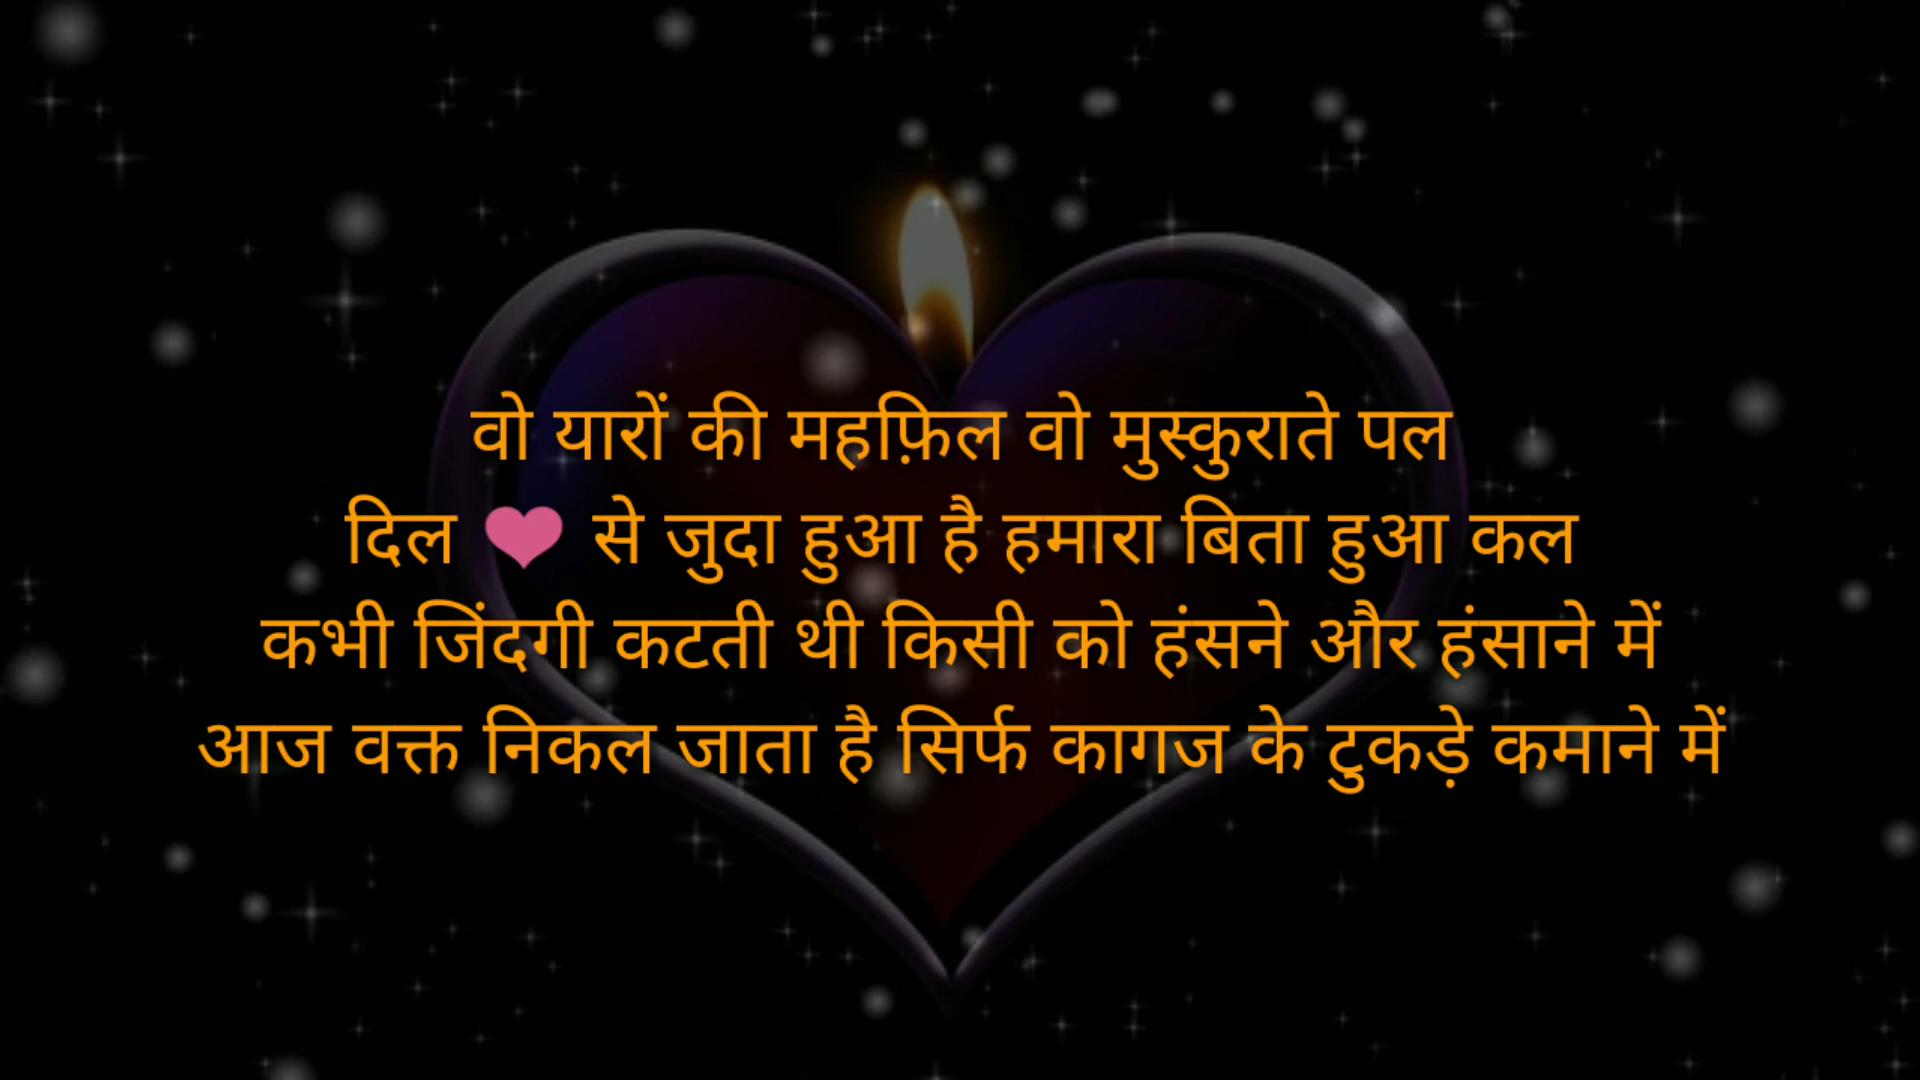 वो यारों की महफ़िल वो मुस्कुराते पल
दिल ❤ से जुदा हुआ है हमारा बिता हुआ कल
कभी जिंदगी कटती थी किसी को हंसने और हंसाने में
आज वक्त निकल जाता है सिर्फ कागज के टुकड़े कमाने में